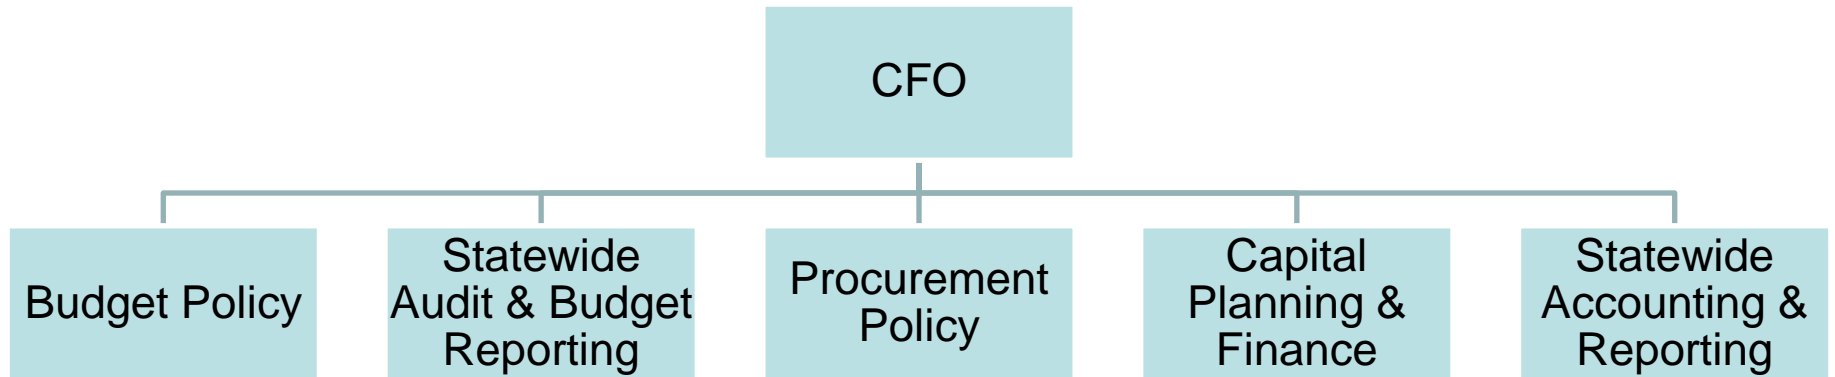 CFO
Budget Policy
Statewide
Audit & Budget
Reporting
Procurement
Policy
Capital
Planning &
Finance
Statewide
Accounting &
Reporting